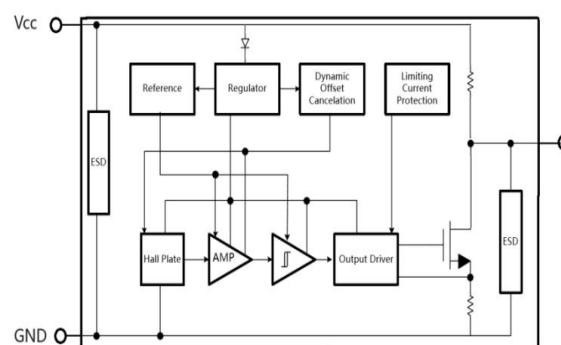 Vcc
Reference
Regulator
Dynamic
Offset
Cancelation
Limiting
Current
Protection
ESD
ESD
Hall Plate
AMP
Output Driver
GND